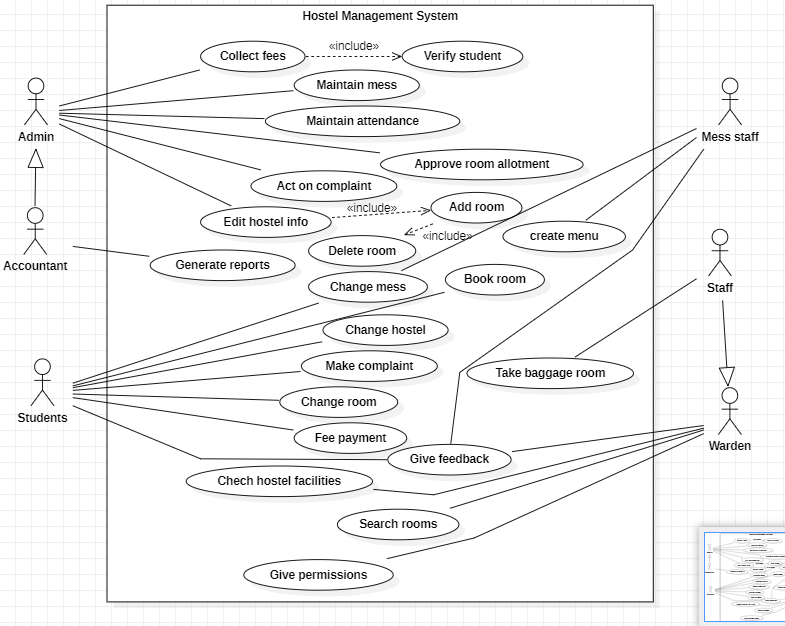 Hostel Management System
Collect fees
«include»
Verify student
Maintain mess
Admin
Maintain attendance
Mess staff
Approve room allotment
Act on complaint
«include»
Add room
Edit hostel info
«include»
create menu
Delete room
Accountant
Generate reports
Change mess
Book room
Staff
Change hostel
Make complaint
Take baggage room
Change room
Students
Fee payment
Warden
Give feedback
Chech hostel facilities
Search rooms
Give permissions